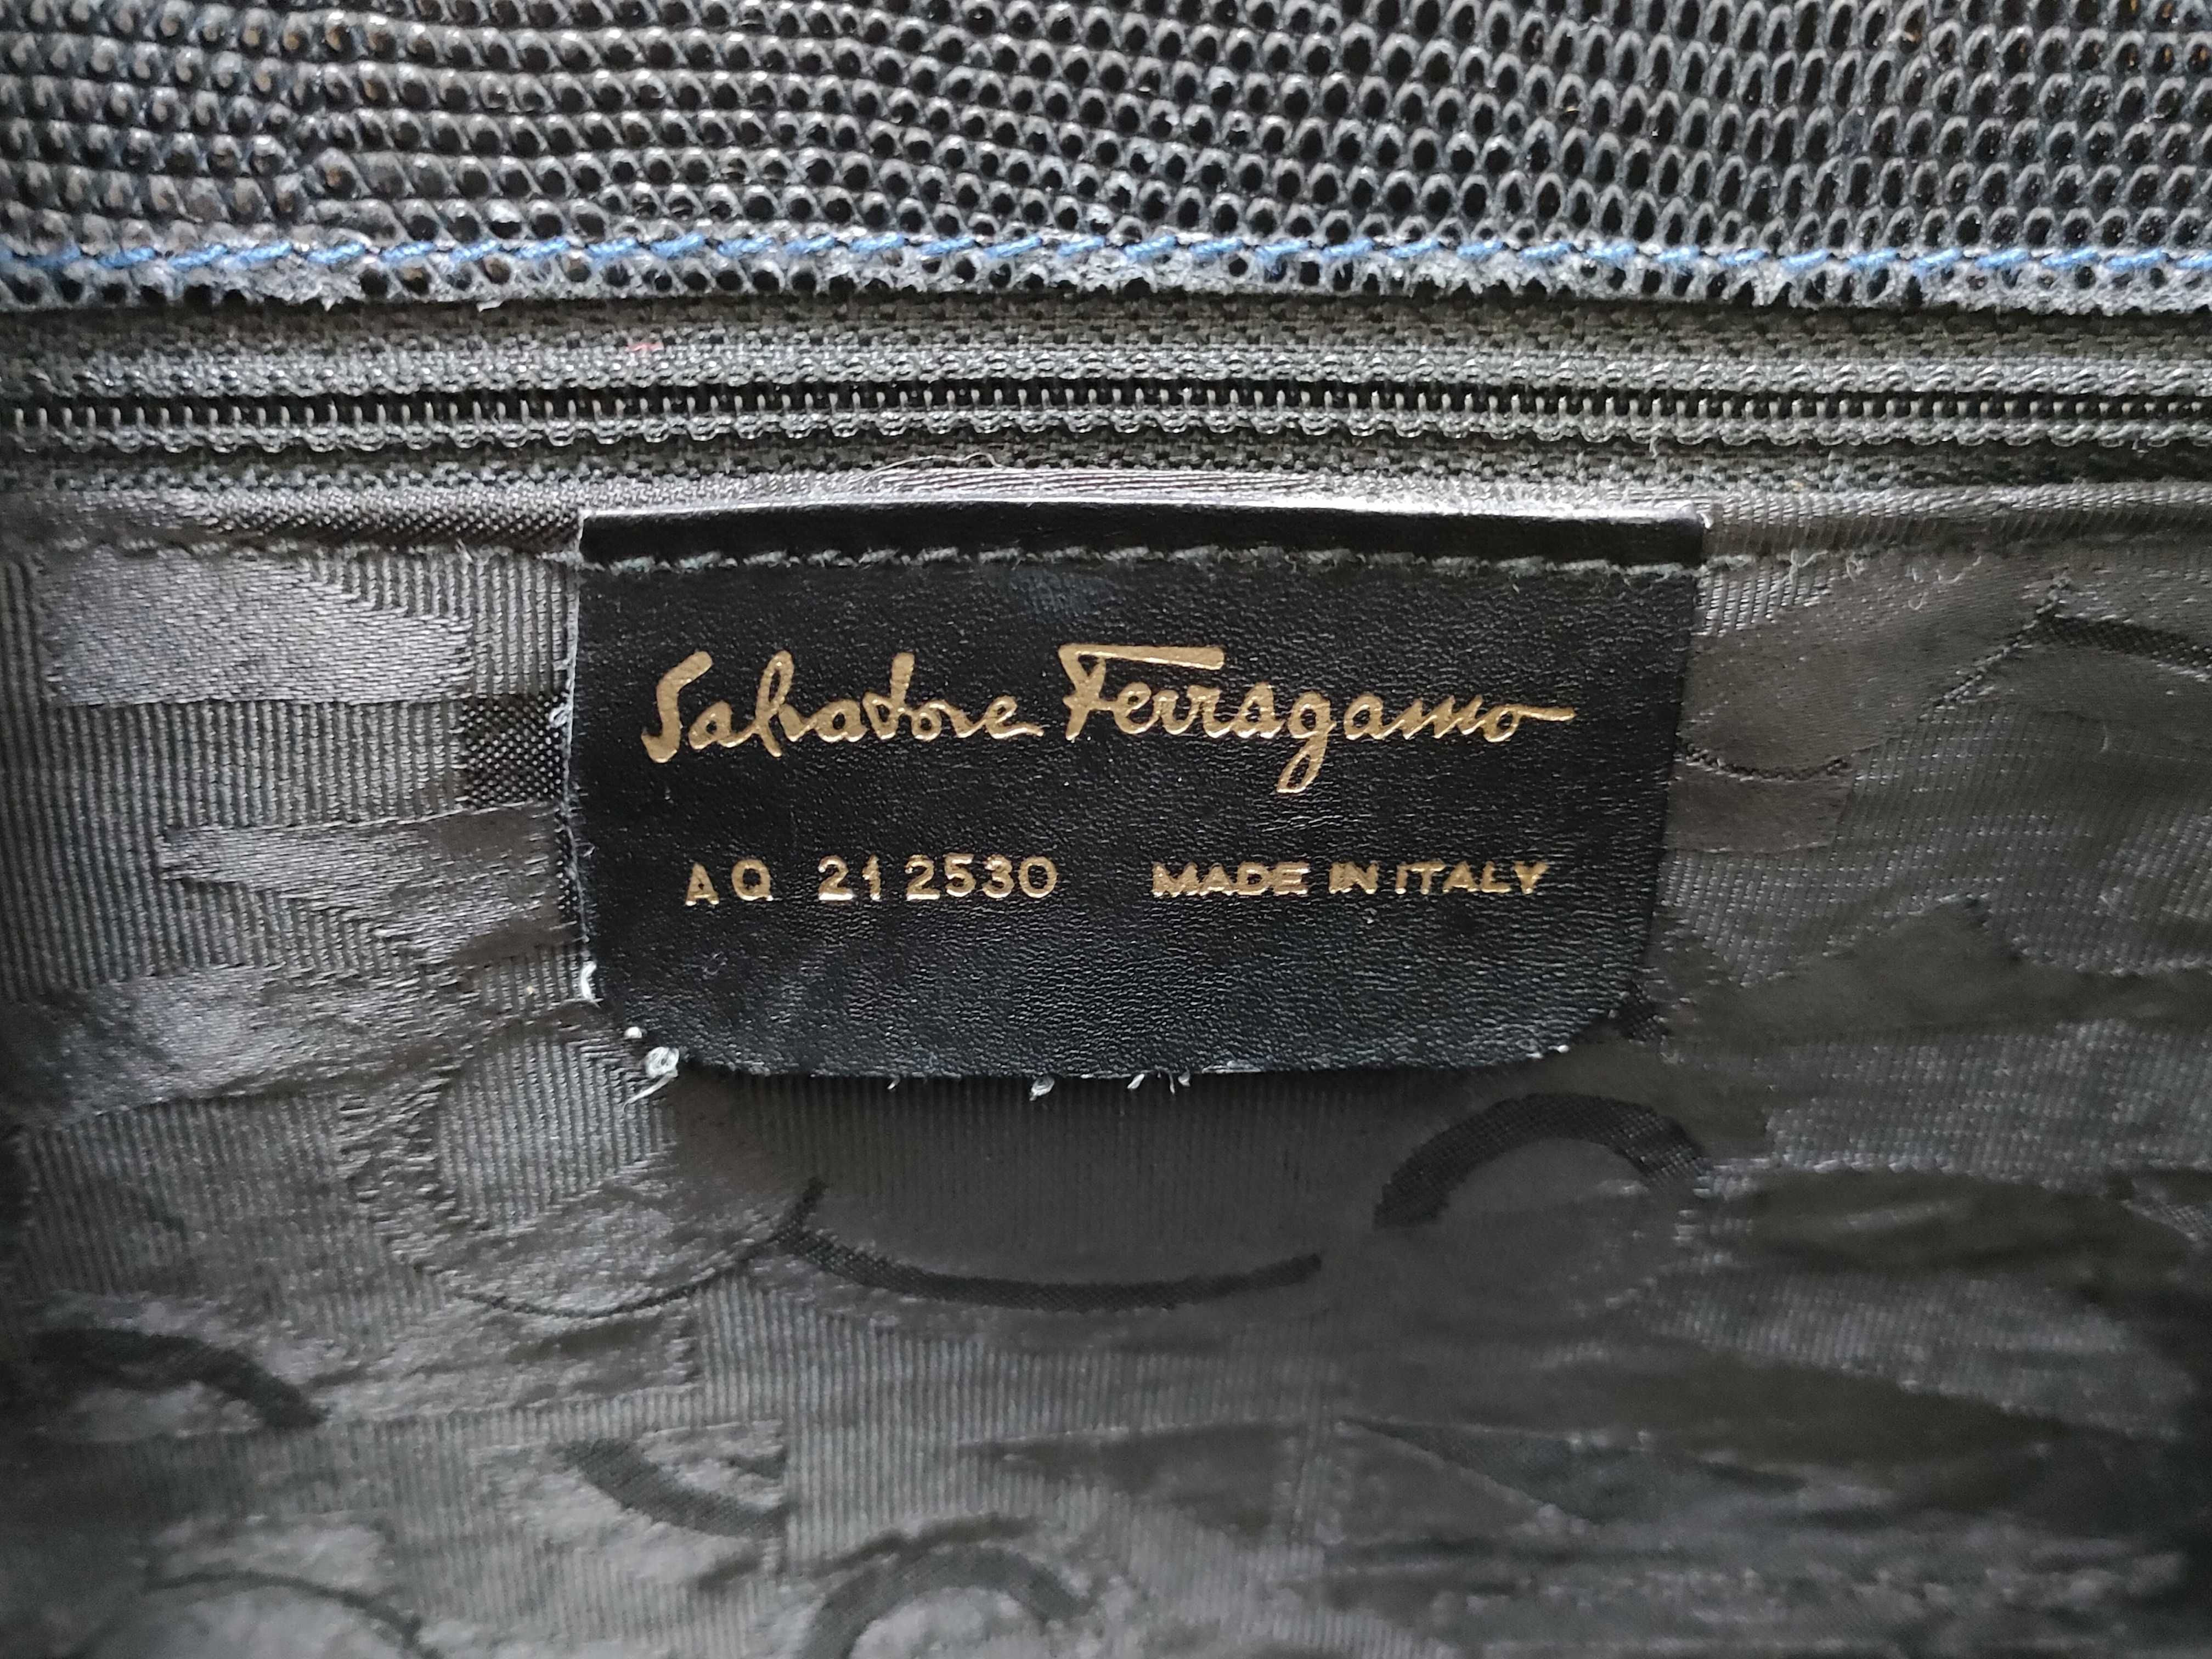 Salvatore Ferragamo
AQ 21 2530 MADE IN ITALY